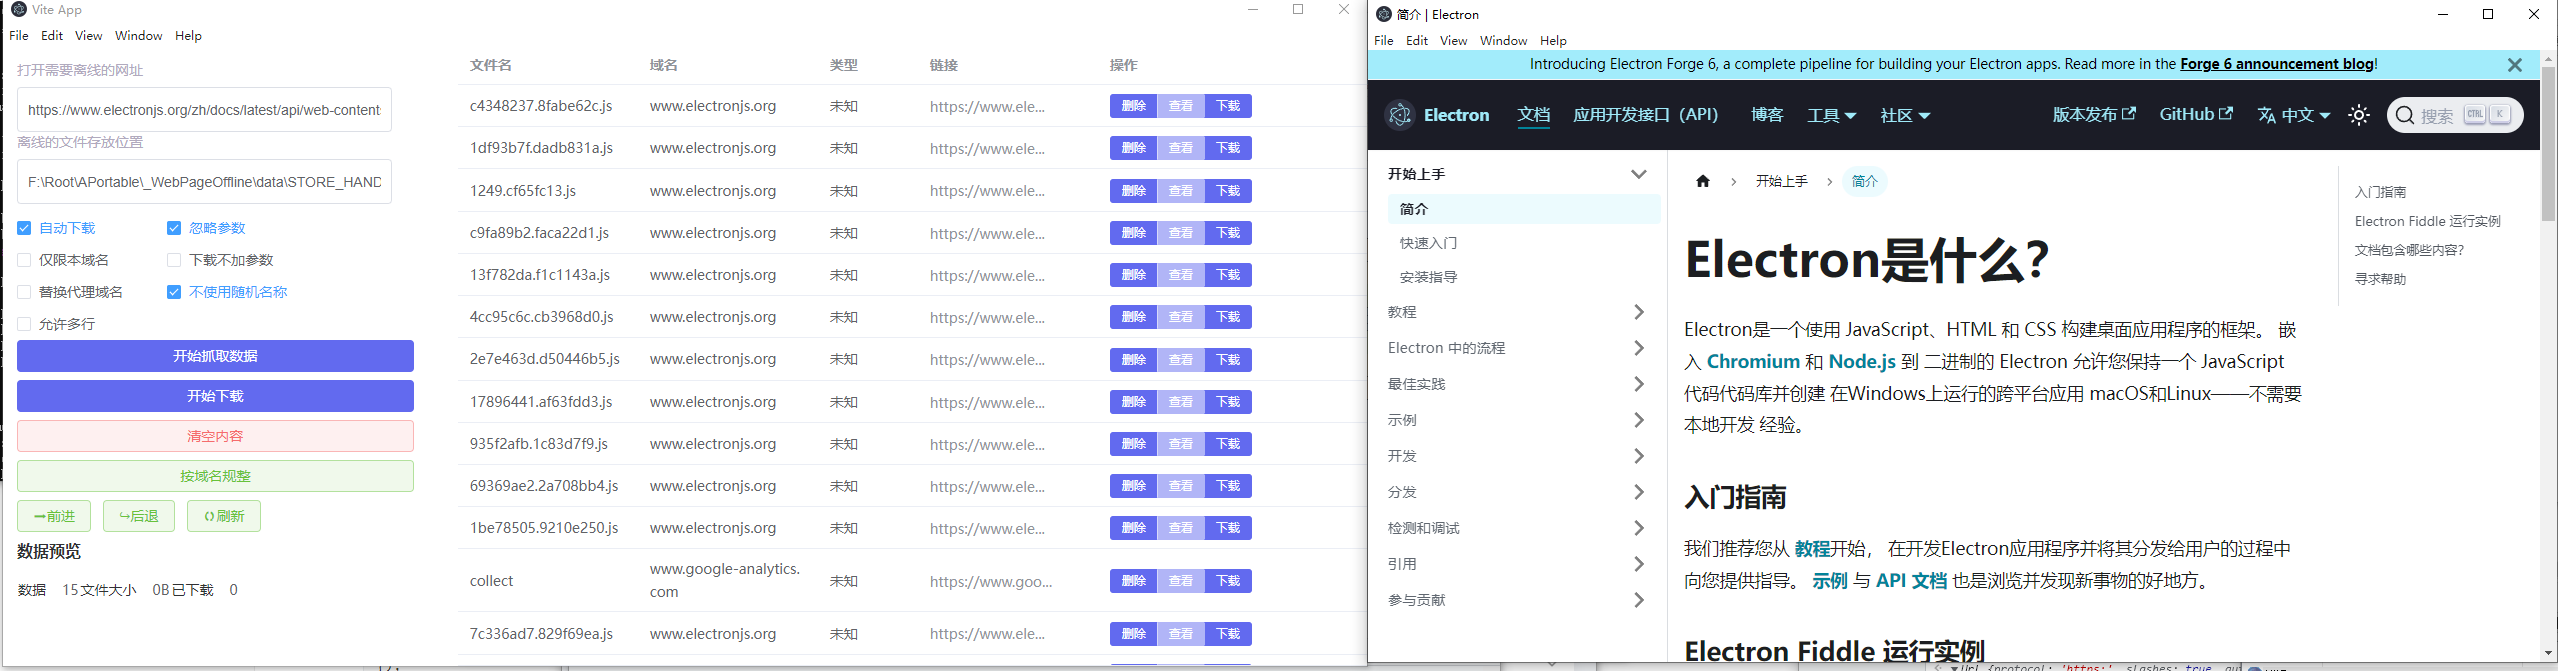 Vite App
File Edit View Window Help
打开需要离线的网址
https://www.electronjs.org/zh/docs/latest/api/web-contents
离线的文件存放位置
F:\Root\APortable\_WebPageOffline\data\STORE_HAND
自动下载 忽略参数
仅限本域名 下载不加参数
替换代理域名 不使用随机名称
允许多行
开始抓取数据
开始下载
清空内容
按域名规整
前进 后退 刷新
数据预览
数据 15 文件大小 0B 已下载 0
文件名 域名 类型 链接 操作
c4348237.8fabe62c.js www.electronjs.org 未知 https://www.ele... 删除 查看 下载
1df93b7f.dadb831a.js www.electronjs.org 未知 https://www.ele... 删除 查看 下载
1249.cf65fc13.js www.electronjs.org 未知 https://www.ele... 删除 查看 下载
c9fa89b2.faca22d1.js www.electronjs.org 未知 https://www.ele... 删除 查看 下载
13f782da.f1c1143a.js www.electronjs.org 未知 https://www.ele... 删除 查看 下载
4cc95c6c.cb3968d0.js www.electronjs.org 未知 https://www.ele... 删除 查看 下载
2e7e463d.d50446b5.js www.electronjs.org 未知 https://www.ele... 删除 查看 下载
17896441.af63fdd3.js www.electronjs.org 未知 https://www.ele... 删除 查看 下载
935f2afb.1c83d7f9.js www.electronjs.org 未知 https://www.ele... 删除 查看 下载
69369ae2.2a708bb4.js www.electronjs.org 未知 https://www.ele... 删除 查看 下载
1be78505.9210e250.js www.electronjs.org 未知 https://www.ele... 删除 查看 下载
collect www.google-analytics.com 未知 https://www.goo... 删除 查看 下载
7c336ad7.829f69ea.js www.electronjs.org 未知 https://www.ele... 删除 查看 下载
简介 | Electron
File Edit View Window Help
Introducing Electron Forge 6, a complete pipeline for building your Electron apps. Read more in the Forge 6 announcement blog!
Electron 文档 应用开发接口（API） 博客 工具 社区 版本发布 GitHub 中文 搜索 CTRL K
开始上手
简介
快速入门
安装指导
教程
Electron 中的流程
最佳实践
示例
开发
分发
检测和调试
引用
参与贡献
开始上手 简介
Electron是什么？
Electron是一个使用 JavaScript、HTML 和 CSS 构建桌面应用程序的框架。 嵌
入 Chromium 和 Node.js 到 二进制的 Electron 允许您保持一个 JavaScript
代码代码库并创建 在Windows上运行的跨平台应用 macOS和Linux——不需要
本地开发 经验。
入门指南
我们推荐您从 教程开始， 在开发Electron应用程序并将其分发给用户的过程中
向您提供指导。 示例 与 API 文档 也是浏览并发现新事物的好地方。
Electron Fiddle 运行实例
入门指南
Electron Fiddle 运行实例
文档包含哪些内容？
寻求帮助